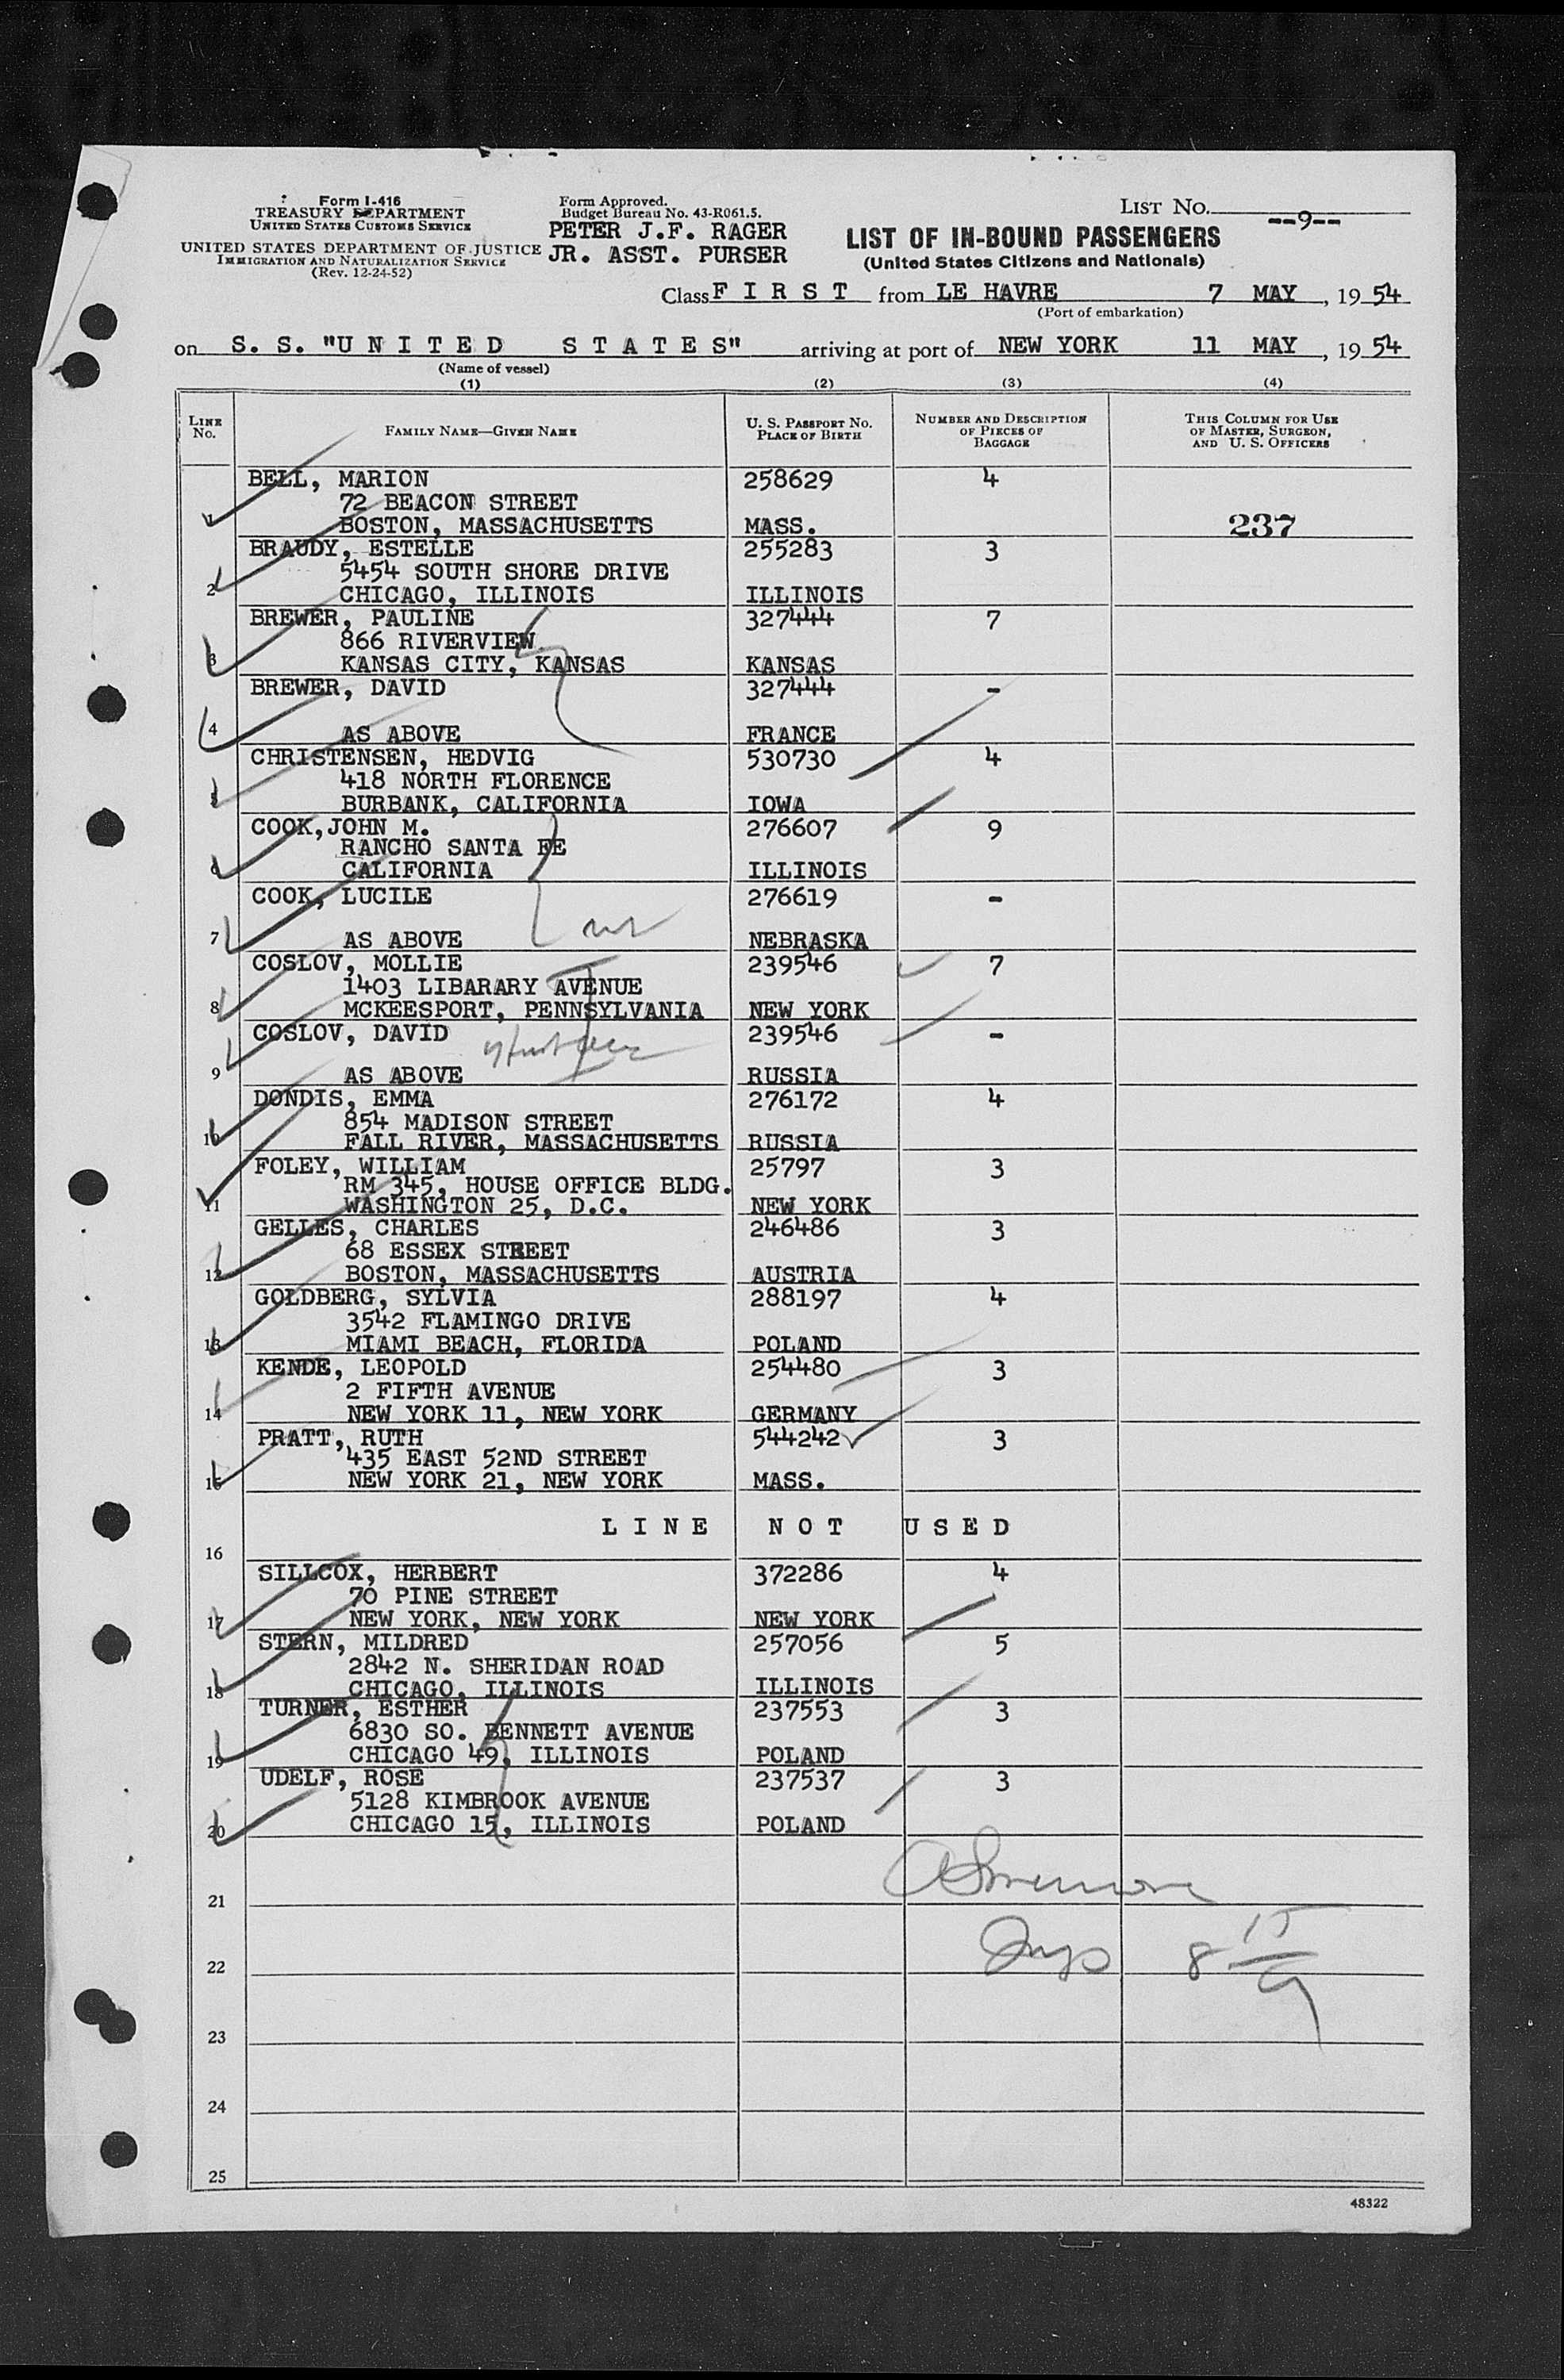 Form I-416
TREASURY DEPARTMENT
UNITED STATES CUSTOMS SERVICE
UNITED STATES DEPARTMENT OF JUSTICE
IMMIGRATION AND NATURALIZATION SERVICE
(Rev. 12-24-52)
Form Approved.
Budget Bureau No. 43-R061.5.
PETER J.F. RAGER
JR. ASST. PURSER
LIST NO. --9--
LIST OF IN-BOUND PASSENGERS
(United States Citizens and Nationals)
Class F I R S T from LE HAVRE 7 MAY, 19 54
(Port of embarkation)
on S. S. "U N I T E D S T A T E S" arriving at port of NEW YORK 11 MAY, 19 54
(Name of vessel)
(1) (2) (3) (4)
LINE NO.
FAMILY NAME—GIVEN NAME
U. S. PASSPORT NO.
PLACE OF BIRTH
NUMBER AND DESCRIPTION
OF PIECES OF
BAGGAGE
THIS COLUMN FOR USE
OF MASTER, SURGEON,
AND U. S. OFFICERS
BELL, MARION 258629 4
72 BEACON STREET
1 BOSTON, MASSACHUSETTS MASS. 237
BRAUDY, ESTELLE 255283 3
5454 SOUTH SHORE DRIVE
2 CHICAGO, ILLINOIS ILLINOIS
BREWER, PAULINE 327444 7
866 RIVERVIEW
3 KANSAS CITY, KANSAS KANSAS
BREWER, DAVID 327444 -
4 AS ABOVE FRANCE
CHRISTENSEN, HEDVIG 530730 4
418 NORTH FLORENCE
5 BURBANK, CALIFORNIA IOWA
COOK, JOHN M. 276607 9
RANCHO SANTA FE
6 CALIFORNIA ILLINOIS
COOK, LUCILE 276619 -
7 AS ABOVE NEBRASKA
COSLOV, MOLLIE 239546 7
1403 LIBARARY AVENUE
8 MCKEESPORT, PENNSYLVANIA NEW YORK
COSLOV, DAVID 239546 -
9 AS ABOVE RUSSIA
DONDIS, EMMA 276172 4
854 MADISON STREET
10 FALL RIVER, MASSACHUSETTS RUSSIA
FOLEY, WILLIAM 25797 3
RM 345, HOUSE OFFICE BLDG.
11 WASHINGTON 25, D.C. NEW YORK
GELLES, CHARLES 246486 3
68 ESSEX STREET
12 BOSTON, MASSACHUSETTS AUSTRIA
GOLDBERG, SYLVIA 288197 4
3542 FLAMINGO DRIVE
13 MIAMI BEACH, FLORIDA POLAND
KENDE, LEOPOLD 254480 3
2 FIFTH AVENUE
14 NEW YORK 11, NEW YORK GERMANY
PRATT, RUTH 544242 3
435 EAST 52ND STREET
15 NEW YORK 21, NEW YORK MASS.
L I N E N O T U S E D
16
SILLCOX, HERBERT 372286 4
70 PINE STREET
17 NEW YORK, NEW YORK NEW YORK
STERN, MILDRED 257056 5
2842 N. SHERIDAN ROAD
18 CHICAGO, ILLINOIS ILLINOIS
TURNER, ESTHER 237553 3
6830 SO. BENNETT AVENUE
19 CHICAGO 49, ILLINOIS POLAND
UDELF, ROSE 237537 3
5128 KIMBROOK AVENUE
20 CHICAGO 15, ILLINOIS POLAND
21
22
23
24
25
48322